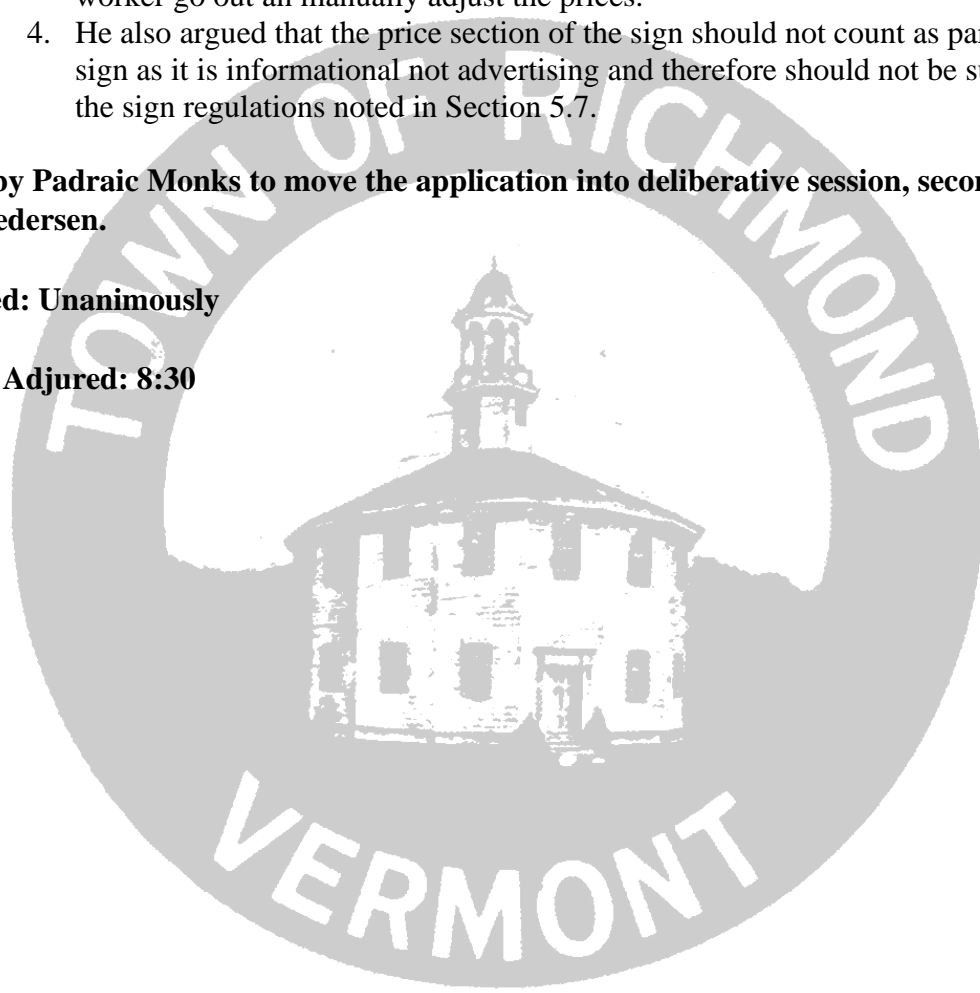 worker go out an manually adjust the prices.
4. He also argued that the price section of the sign should not count as
sign as it is informational not advertising and therefore should not be
the sign regulations noted in Section 5.7.
by Padraic Monks to move the application into deliberative session,
edersen.
ed: Unanimously
Adjured: 8:30
TOWN OF RICHMOND
VERMONT